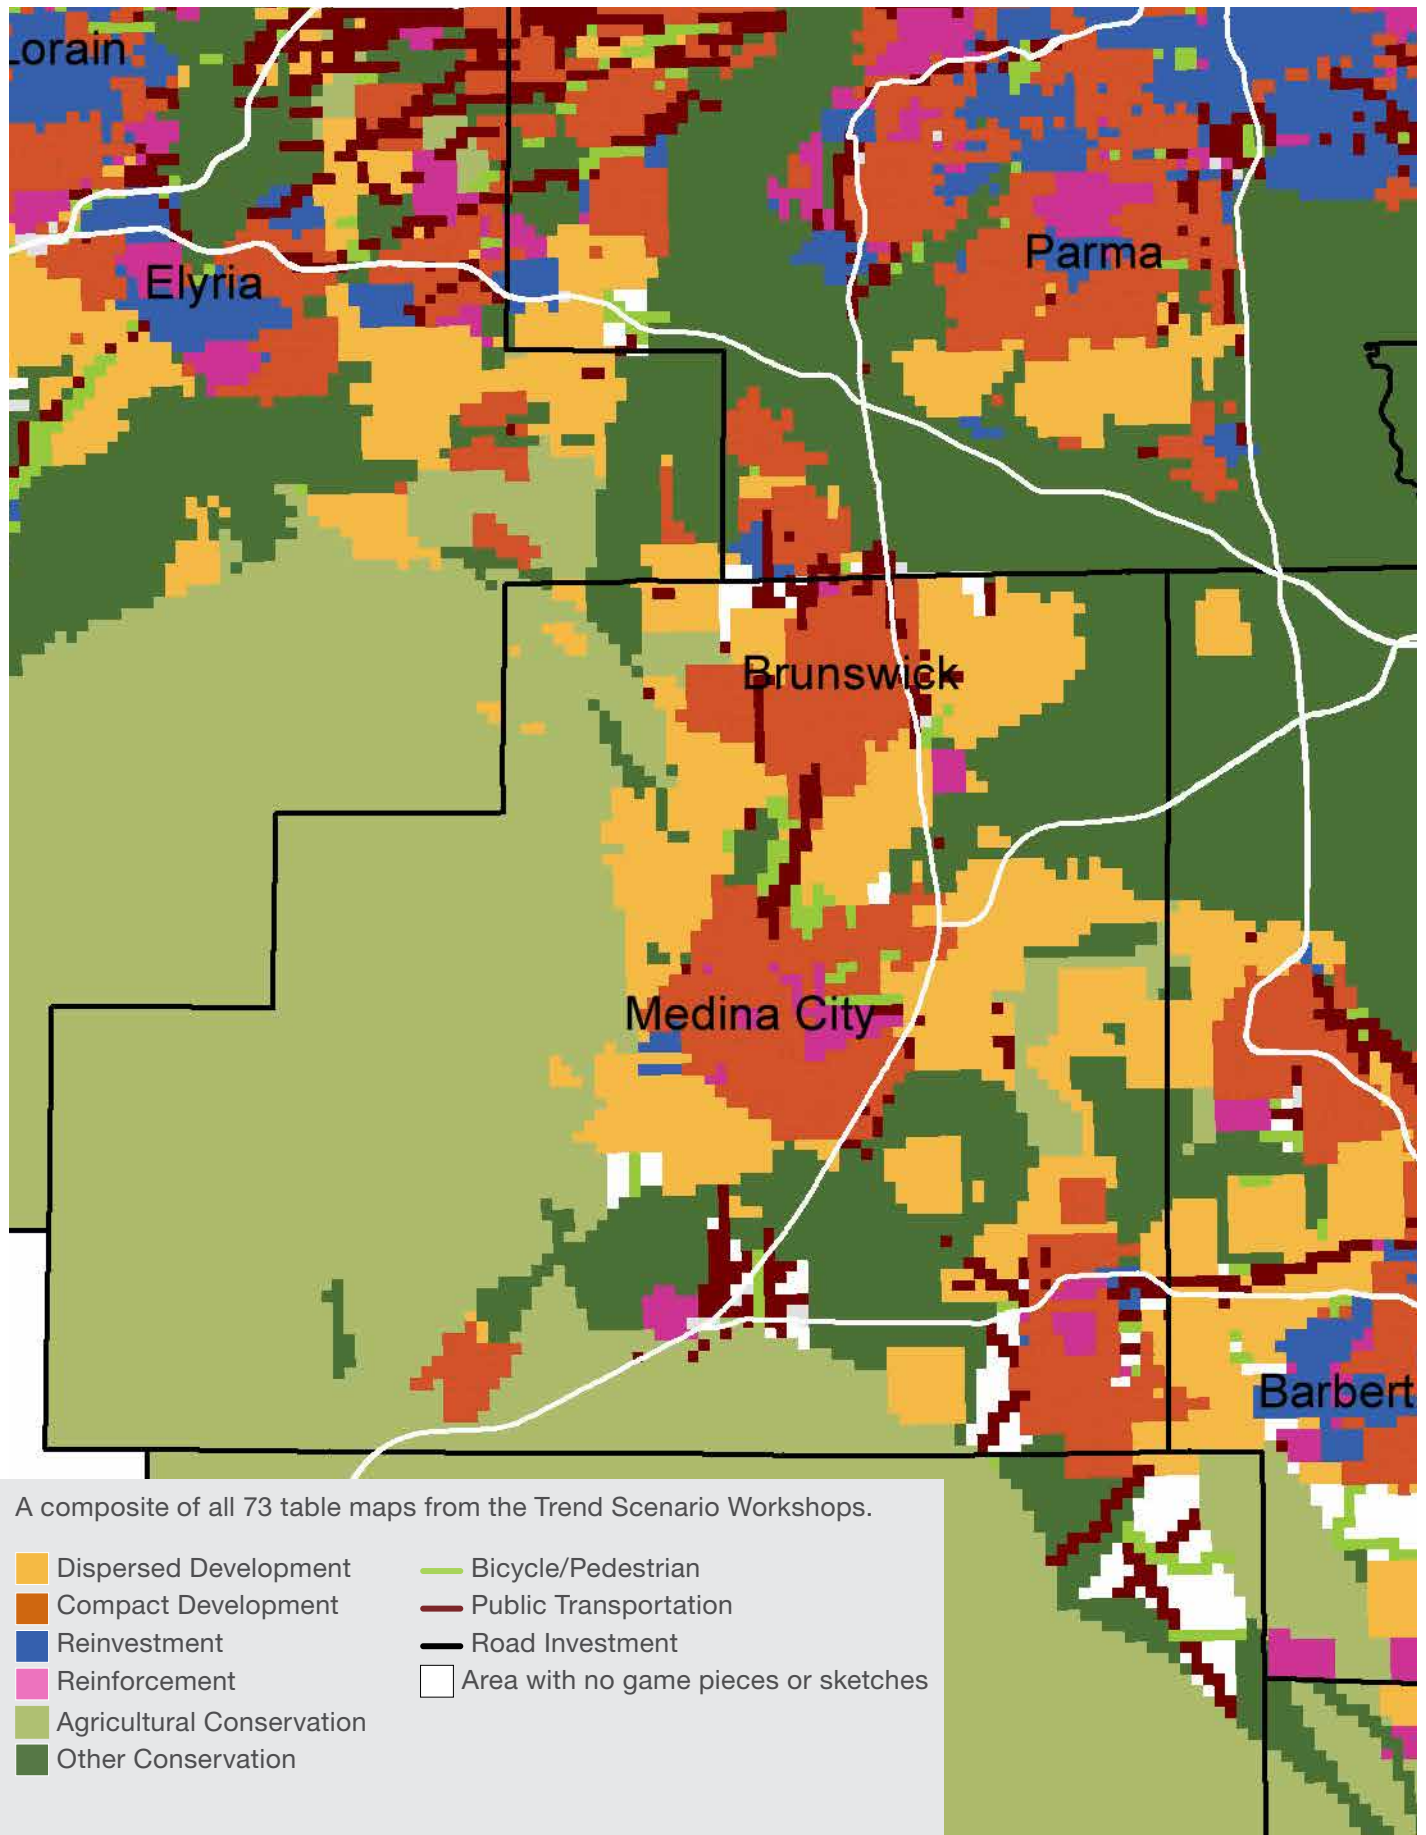 Lorain
Parma
Elyria
Brunswick
Medina City
Barbert
A composite of all 73 table maps from the Trend Scenario Workshops.
Dispersed Development
Compact Development
Reinvestment
Reinforcement
Agricultural Conservation
Other Conservation
Bicycle/Pedestrian
Public Transportation
Road Investment
Area with no game pieces or sketches